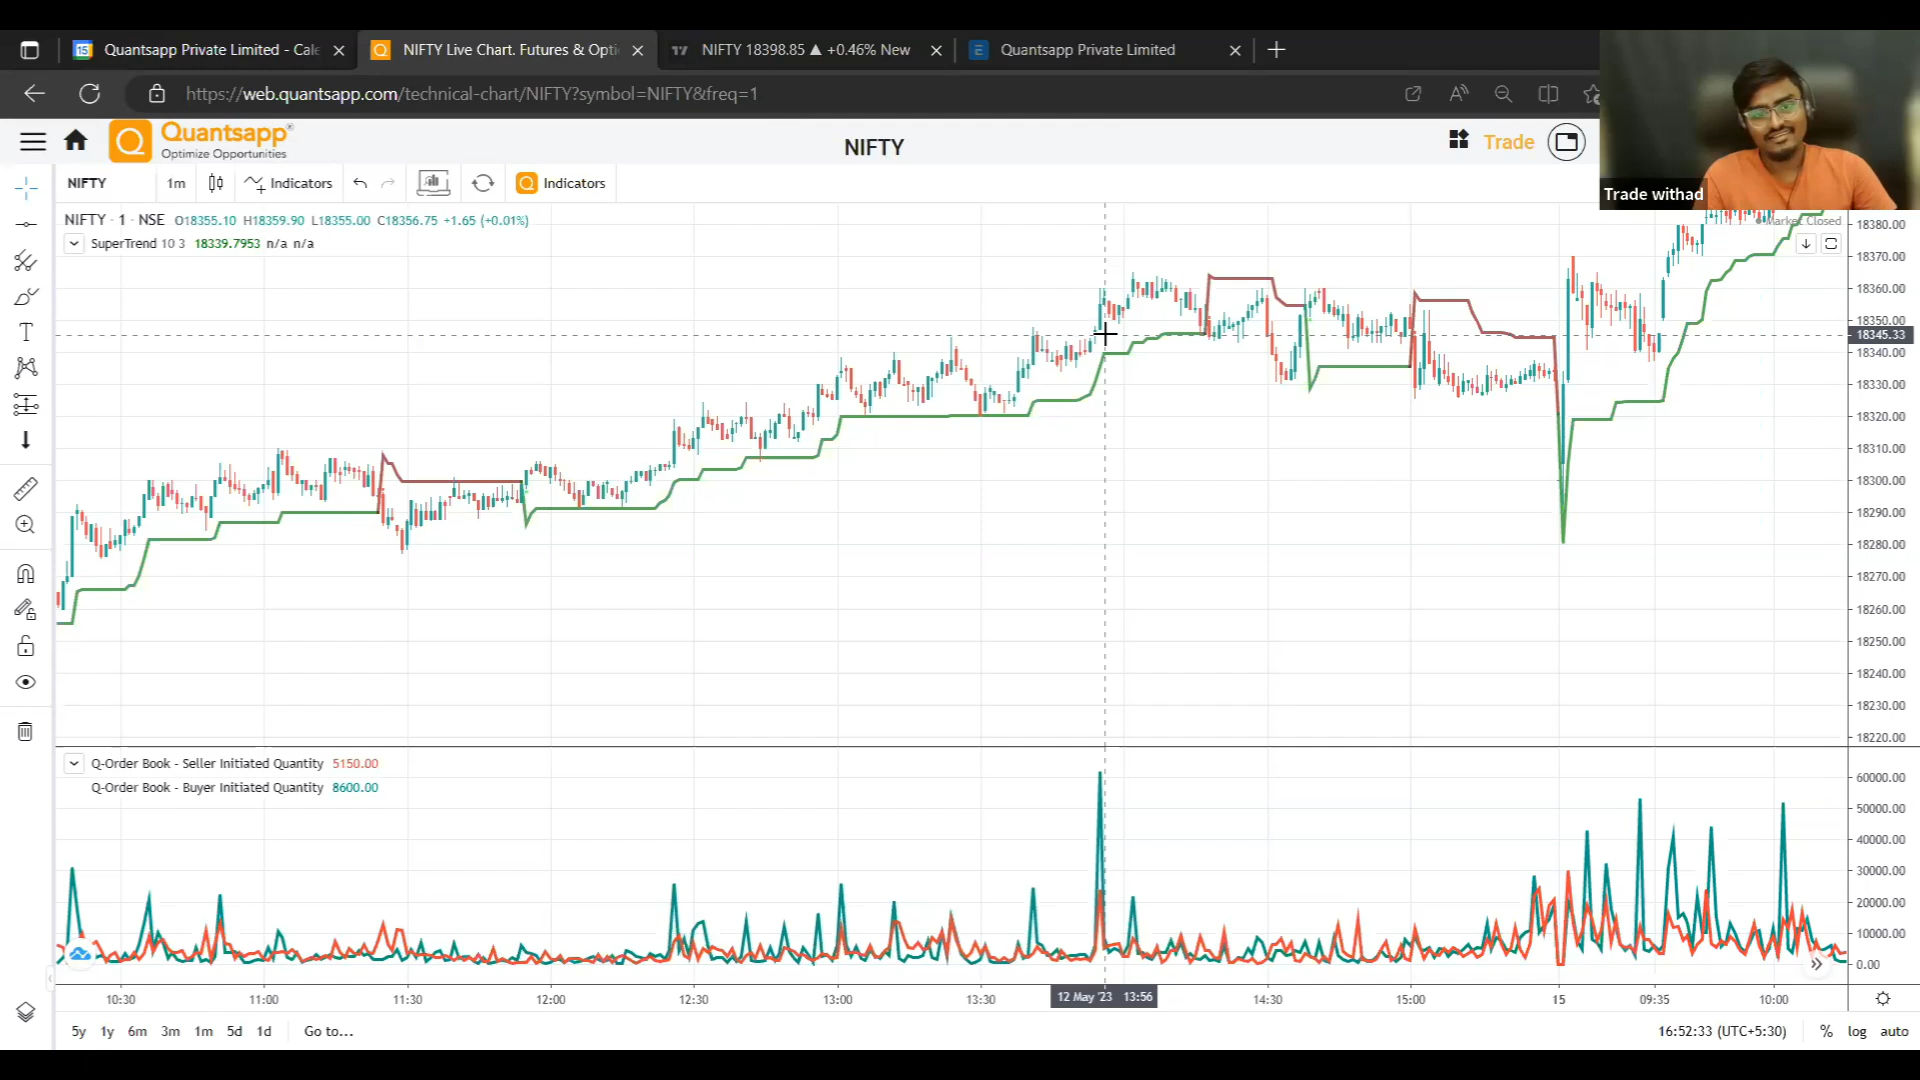 Quantsapp Private Limited - Cale
NIFTY Live Chart. Futures & Opti
NIFTY 18398.85 ▲ +0.46% New
Quantsapp Private Limited
https://web.quantsapp.com/technical-chart/NIFTY?symbol=NIFTY&freq=1
Quantsapp
Optimize Opportunities
NIFTY
Trade
Trade withad
NIFTY
1m
Indicators
Indicators
NIFTY · 1 · NSE O18355.10 H18359.90 L18355.00 C18356.75 +1.65 (+0.01%)
Market Closed
SuperTrend 10 3 18339.7953 n/a n/a
18380.00
18370.00
18360.00
18350.00
18345.33
18340.00
18330.00
18320.00
18310.00
18300.00
18290.00
18280.00
18270.00
18260.00
18250.00
18240.00
18230.00
18220.00
Q-Order Book - Seller Initiated Quantity 5150.00
Q-Order Book - Buyer Initiated Quantity 8600.00
60000.00
50000.00
40000.00
30000.00
20000.00
10000.00
0.00
10:30 11:00 11:30 12:00 12:30 13:00 13:30 12 May '23 13:56 14:30 15:00 15 09:35 10:00
5y 1y 6m 3m 1m 5d 1d Go to... 16:52:33 (UTC+5:30) % log auto